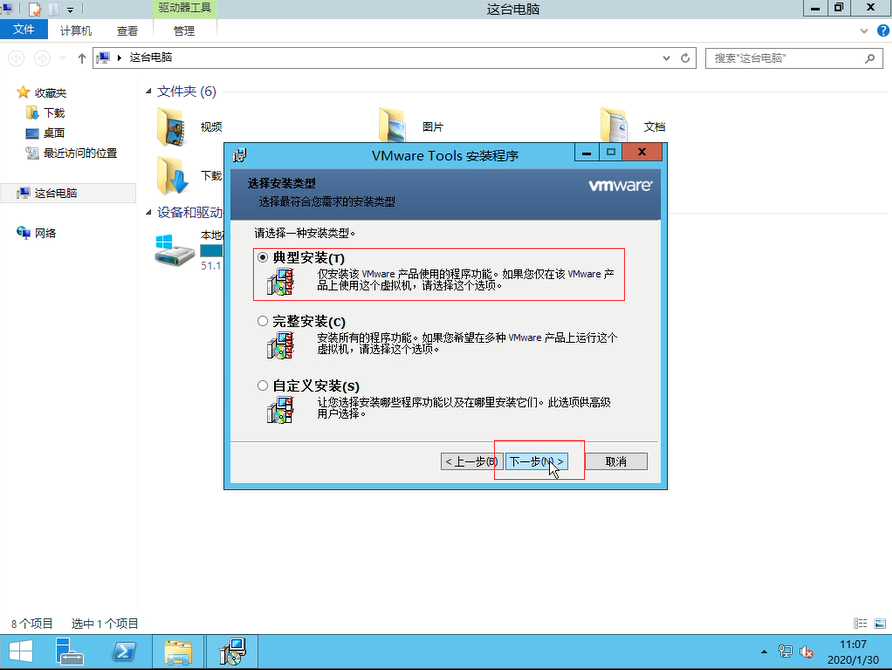 驱动器工具
这台电脑
文件 计算机 查看 管理
这台电脑
搜索"这台电脑"
收藏夹
下载
桌面
最近访问的位置
这台电脑
网络
文件夹 (6)
视频
图片
文档
下载
设备和驱动
本地
51.1
VMware Tools 安装程序
选择安装类型
选择最符合您需求的安装类型
vmware
请选择一种安装类型。
典型安装(T)
仅安装该 VMware 产品使用的程序功能。如果您仅在该 VMware 产
品上使用这个虚拟机，请选择这个选项。
完整安装(C)
安装所有的程序功能。如果您希望在多种 VMware 产品上运行这个
虚拟机，请选择这个选项。
自定义安装(S)
让您选择安装哪些程序功能以及在哪里安装它们。此选项供高级
用户选择。
< 上一步(B) 下一步(N) > 取消
8 个项目 选中 1 个项目
11:07
2020/1/30